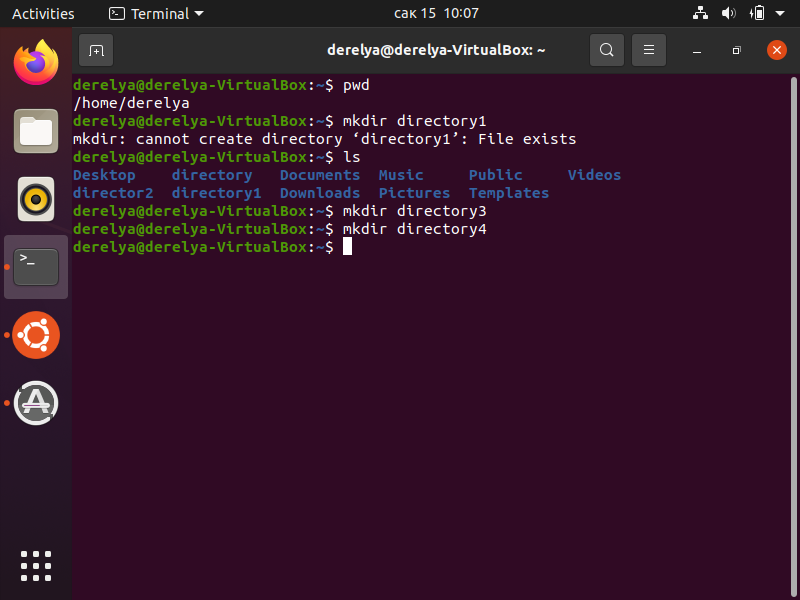 Activities Terminal сак 15 10:07
derelya@derelya-VirtualBox: ~
derelya@derelya-VirtualBox:~$ pwd
/home/derelya
derelya@derelya-VirtualBox:~$ mkdir directory1
mkdir: cannot create directory ‘directory1’: File exists
derelya@derelya-VirtualBox:~$ ls
Desktop directory Documents Music Public Videos
director2 directory1 Downloads Pictures Templates
derelya@derelya-VirtualBox:~$ mkdir directory3
derelya@derelya-VirtualBox:~$ mkdir directory4
derelya@derelya-VirtualBox:~$